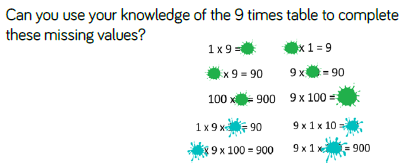 Can you use your knowledge of the 9 times table to complete
these missing values?
1 x 9 =
x 1 = 9
x 9 = 90
9 x = 90
100 x = 900
9 x 100 =
1 x 9 x = 90
9 x 1 x 10 =
x 9 x 100 = 900
9 x 1 x = 900